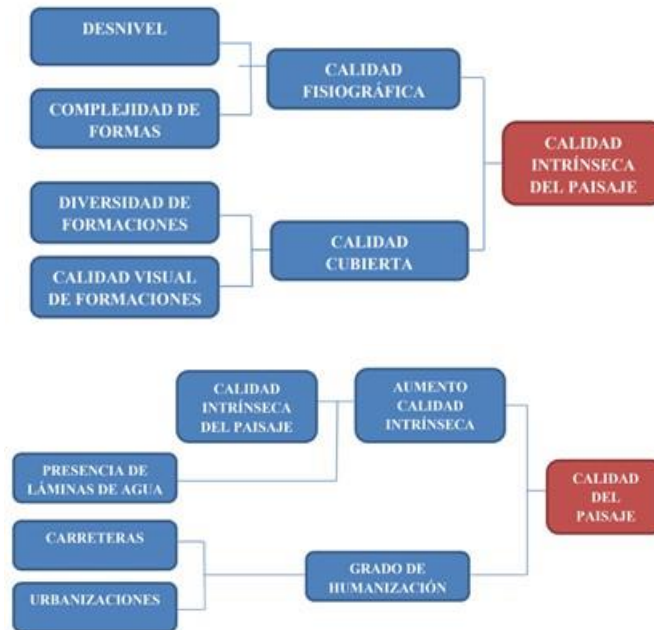 DESNIVEL
COMPLEJIDAD DE
FORMAS
CALIDAD
FISIOGRÁFICA
DIVERSIDAD DE
FORMACIONES
CALIDAD VISUAL
DE FORMACIONES
CALIDAD
CUBIERTA
CALIDAD
INTRÍNSECA
DEL PAISAJE
CALIDAD
INTRÍNSECA
DEL PAISAJE
AUMENTO
CALIDAD
INTRÍNSECA
PRESENCIA DE
LÁMINAS DE AGUA
CARRETERAS
URBANIZACIONES
GRADO DE
HUMANIZACIÓN
CALIDAD
DEL
PAISAJE